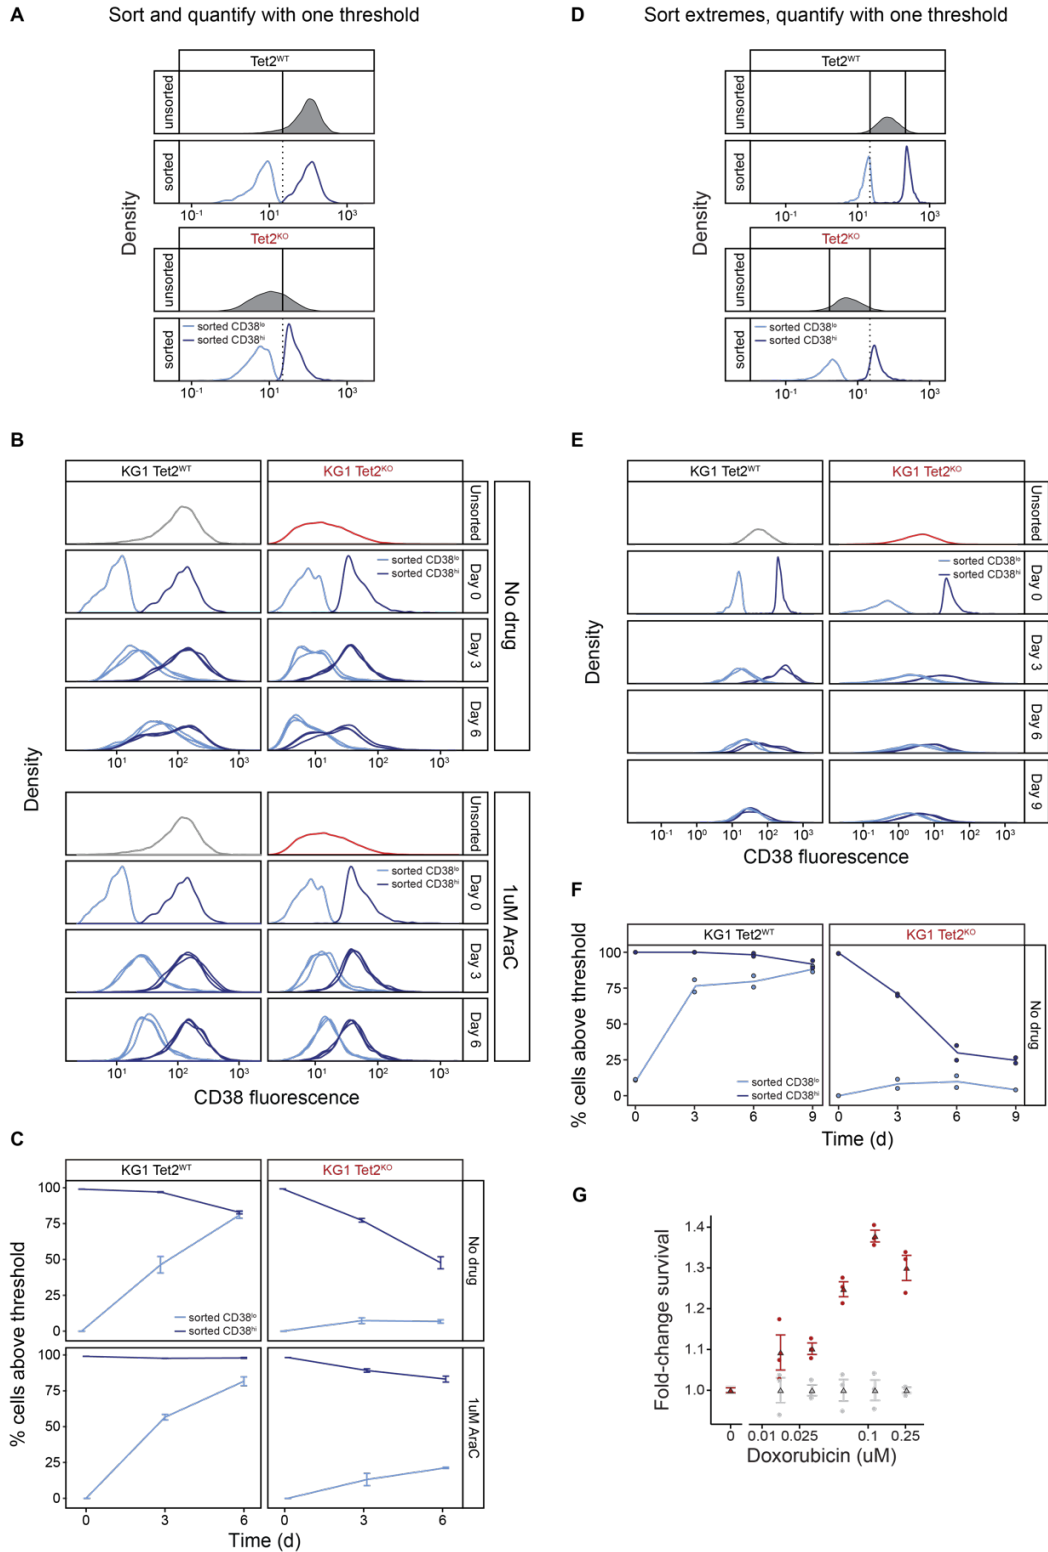 A
Sort and quantify with one threshold
Tet2WT
unsorted
sorted
10-1
101
103
Density
Tet2KO
unsorted
sorted
sorted CD38lo
sorted CD38hi
10-1
101
103
B
KG1 Tet2WT
KG1 Tet2KO
Unsorted
Day 0
sorted CD38lo
sorted CD38hi
Day 3
Day 6
No drug
101
102
103
101
102
103
Density
Unsorted
Day 0
sorted CD38lo
sorted CD38hi
Day 3
Day 6
1uM AraC
101
102
103
101
102
103
CD38 fluorescence
C
KG1 Tet2WT
KG1 Tet2KO
100
75
50
25
0
sorted CD38lo
sorted CD38hi
No drug
% cells above threshold
100
75
50
25
0
1uM AraC
0
3
6
0
3
6
Time (d)
D
Sort extremes, quantify with one threshold
Tet2WT
unsorted
sorted
10-1
101
103
Density
Tet2KO
unsorted
sorted
sorted CD38lo
sorted CD38hi
10-1
101
103
E
KG1 Tet2WT
KG1 Tet2KO
Unsorted
sorted CD38lo
sorted CD38hi
Day 0
Density
Day 3
Day 6
Day 9
10-1
100
101
102
103
10-1
100
101
103
CD38 fluorescence
F
KG1 Tet2WT
KG1 Tet2KO
100
75
50
25
0
% cells above threshold
sorted CD38lo
sorted CD38hi
No drug
0
3
6
9
0
3
6
9
Time (d)
G
Fold-change survival
1.4
1.3
1.2
1.1
1.0
0
0.01
0.025
0.1
0.25
Doxorubicin (uM)